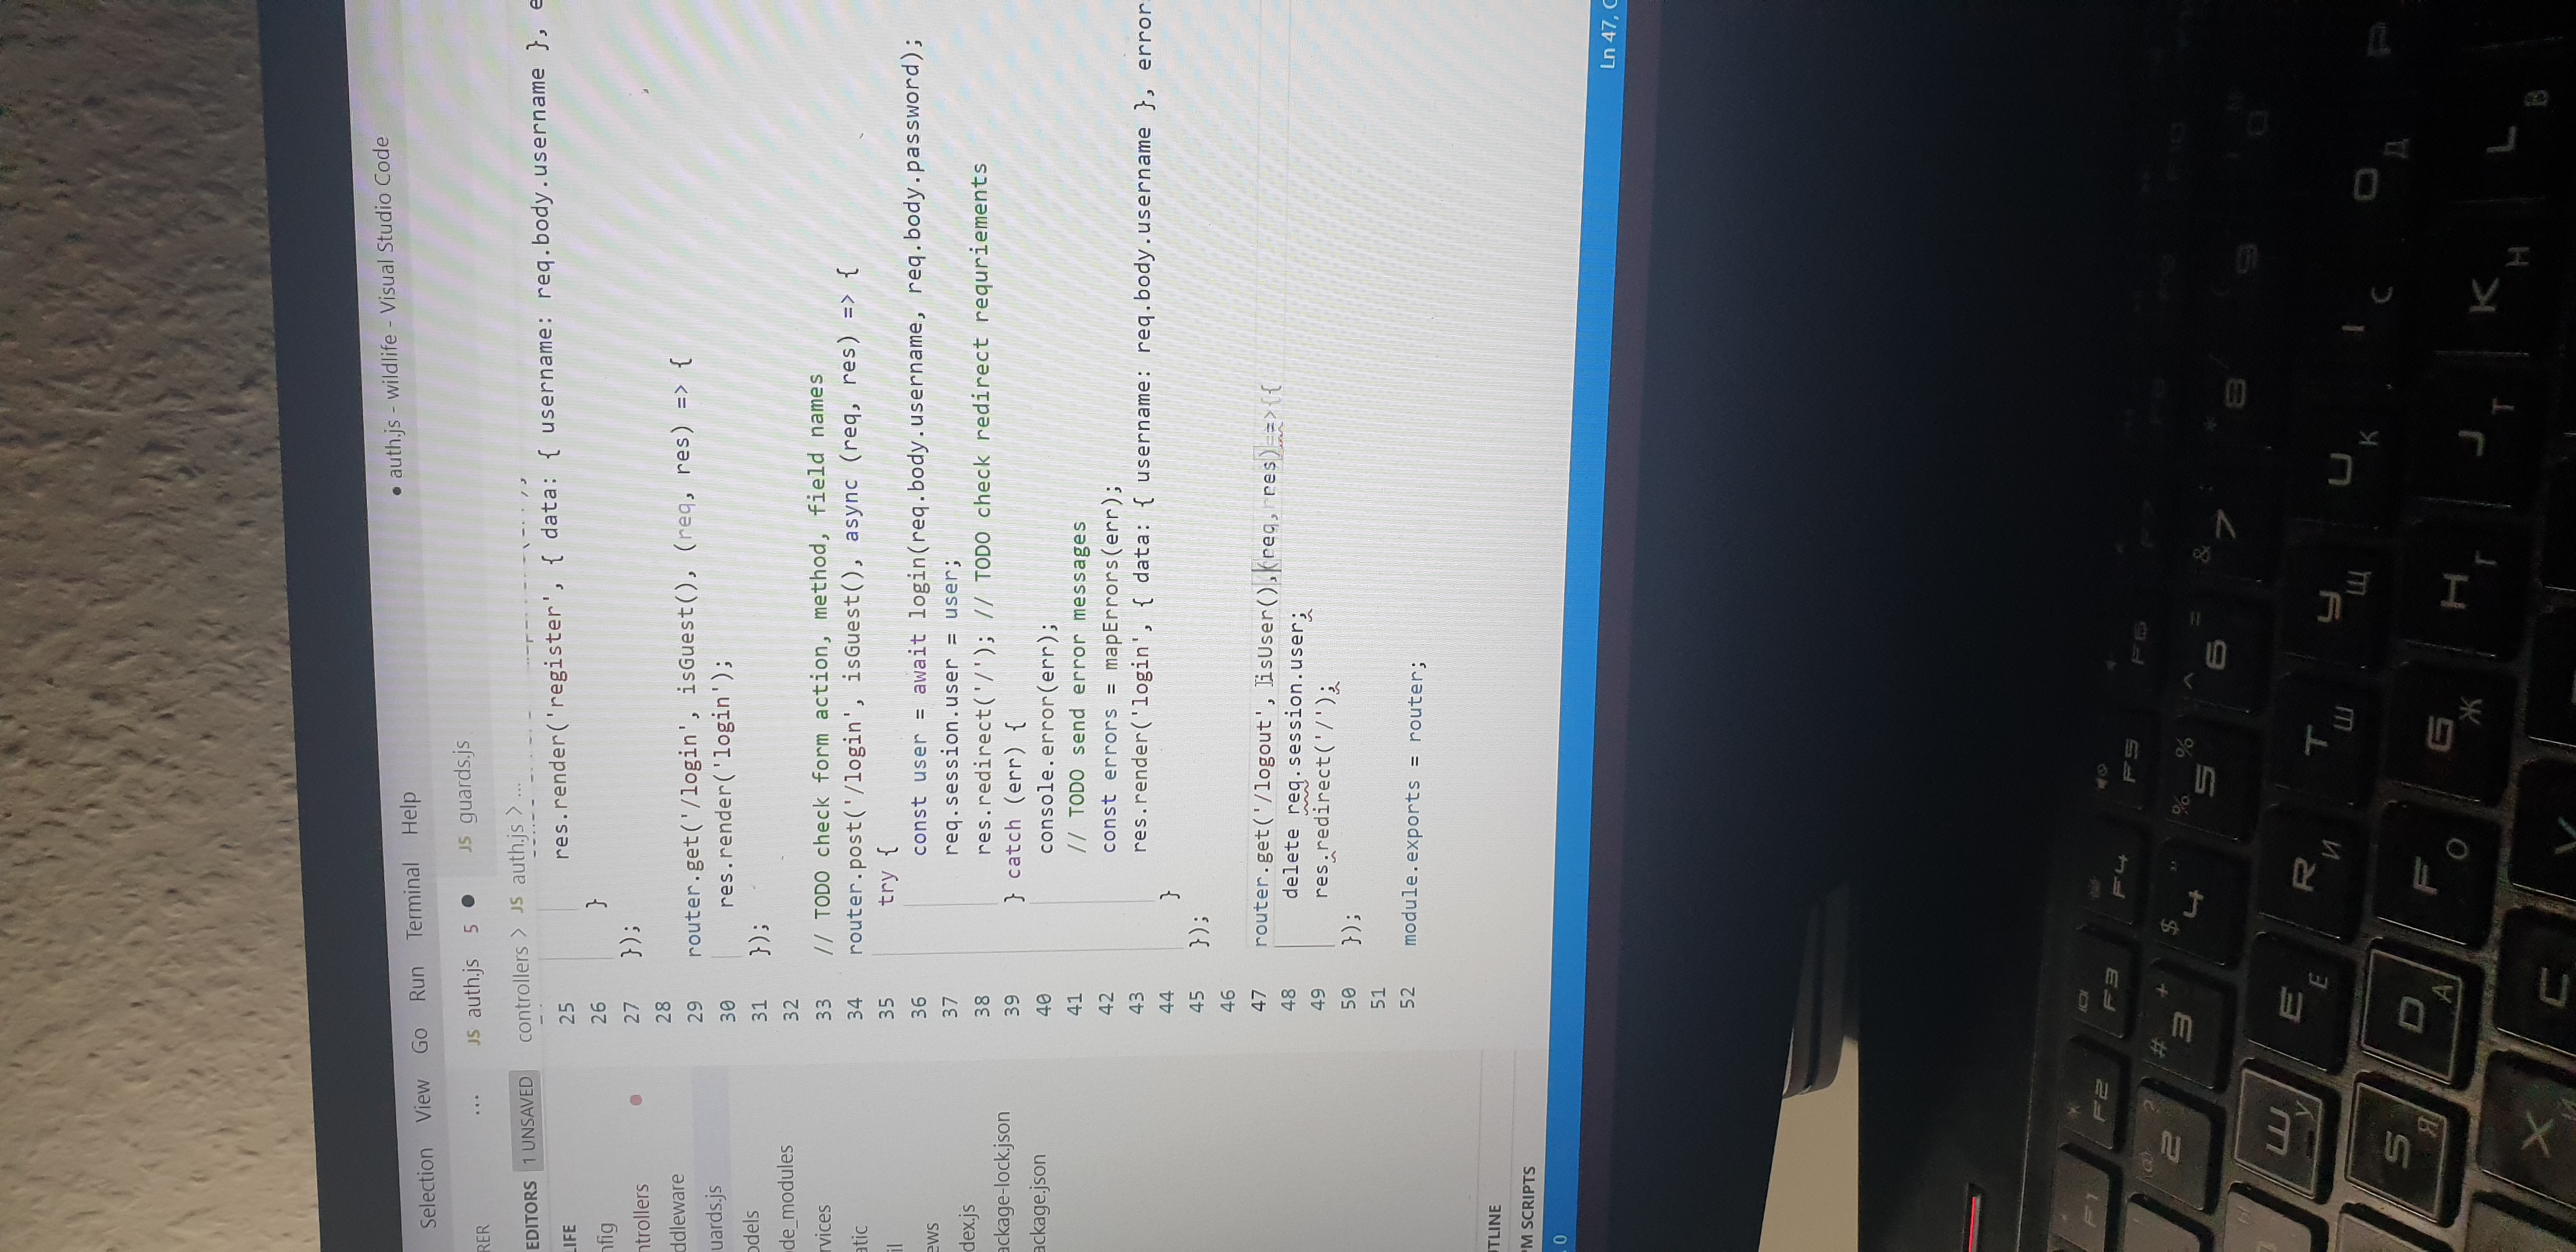 Selection View Go Run Terminal Help
● auth.js - wildlife - Visual Studio Code
RER ...
JS auth.js 5 ●
JS guards.js
EDITORS 1 UNSAVED
controllers > JS auth.js > ...
LIFE
nfig
ntrollers
ddleware
uards.js
odels
de_modules
rvices
atic
il
ews
dex.js
ackage-lock.json
ackage.json
UTLINE
PM SCRIPTS
25 res.render('register', { data: { username: req.body.username }, e
26 }
27 });
28
29 router.get('/login', isGuest(), (req, res) => {
30 res.render('login');
31 });
32
33 // TODO check form action, method, field names
34 router.post('/login', isGuest(), async (req, res) => {
35 try {
36 const user = await login(req.body.username, req.body.password);
37 req.session.user = user;
38 res.redirect('/'); // TODO check redirect requriements
39 } catch (err) {
40 console.error(err);
41 // TODO send error messages
42 const errors = mapErrors(err);
43 res.render('login', { data: { username: req.body.username }, error
44 }
45 });
46
47 router.get('/logout', isUser(),(req, res)
48 delete req.session.user;
49 res.redirect('/');
50 });
51
52 module.exports = router;
0
Ln 47, C
F1 F2 F3 F4 F5 F6
@ 2 ? # 3 + $ 4 " % 5 % ^ 6 = & 7 : * 8 / 9
Ш У E Е R И T Ш У Щ U К I С O Д P
S Я D А F О G Ж H Г J Т K Н L В
X C V